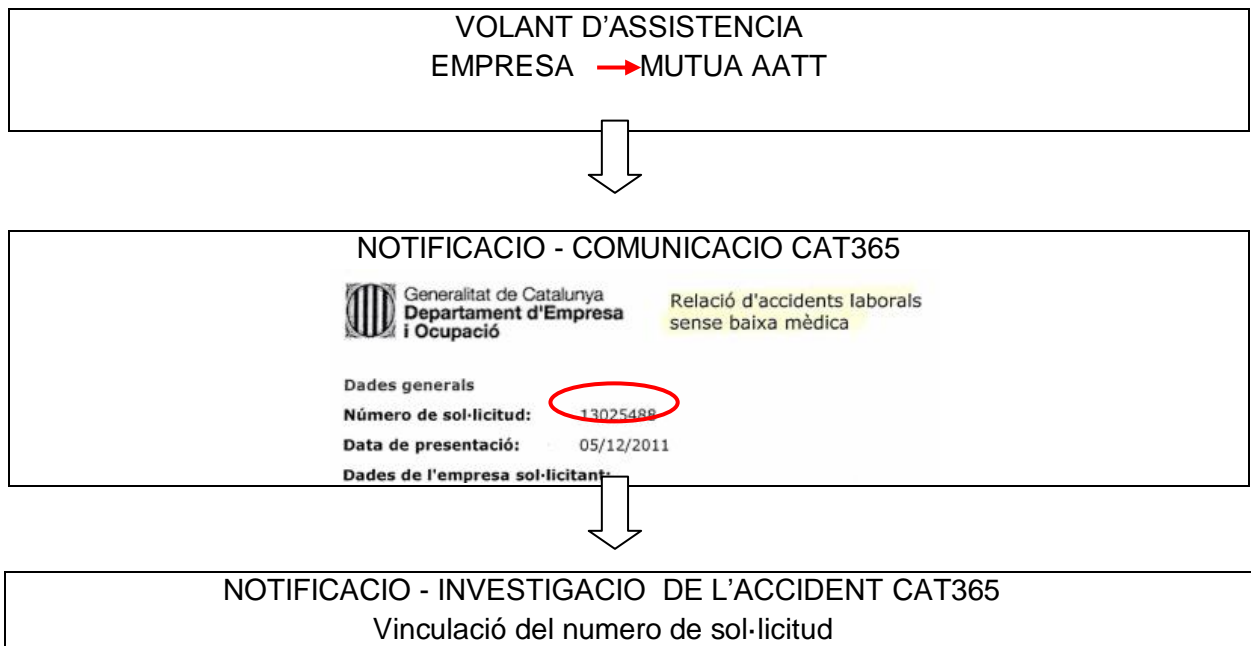 VOLANT D’ASSISTENCIA
EMPRESA MUTUA AATT
NOTIFICACIO - COMUNICACIO CAT365
Generalitat de Catalunya
Departament d'Empresa
i Ocupació
Relació d'accidents laborals
sense baixa mèdica
Dades generals
Número de sol·licitud: 13025488
Data de presentació: 05/12/2011
Dades de l'empresa sol·licitant:
NOTIFICACIO - INVESTIGACIO DE L’ACCIDENT CAT365
Vinculació del numero de sol·licitud